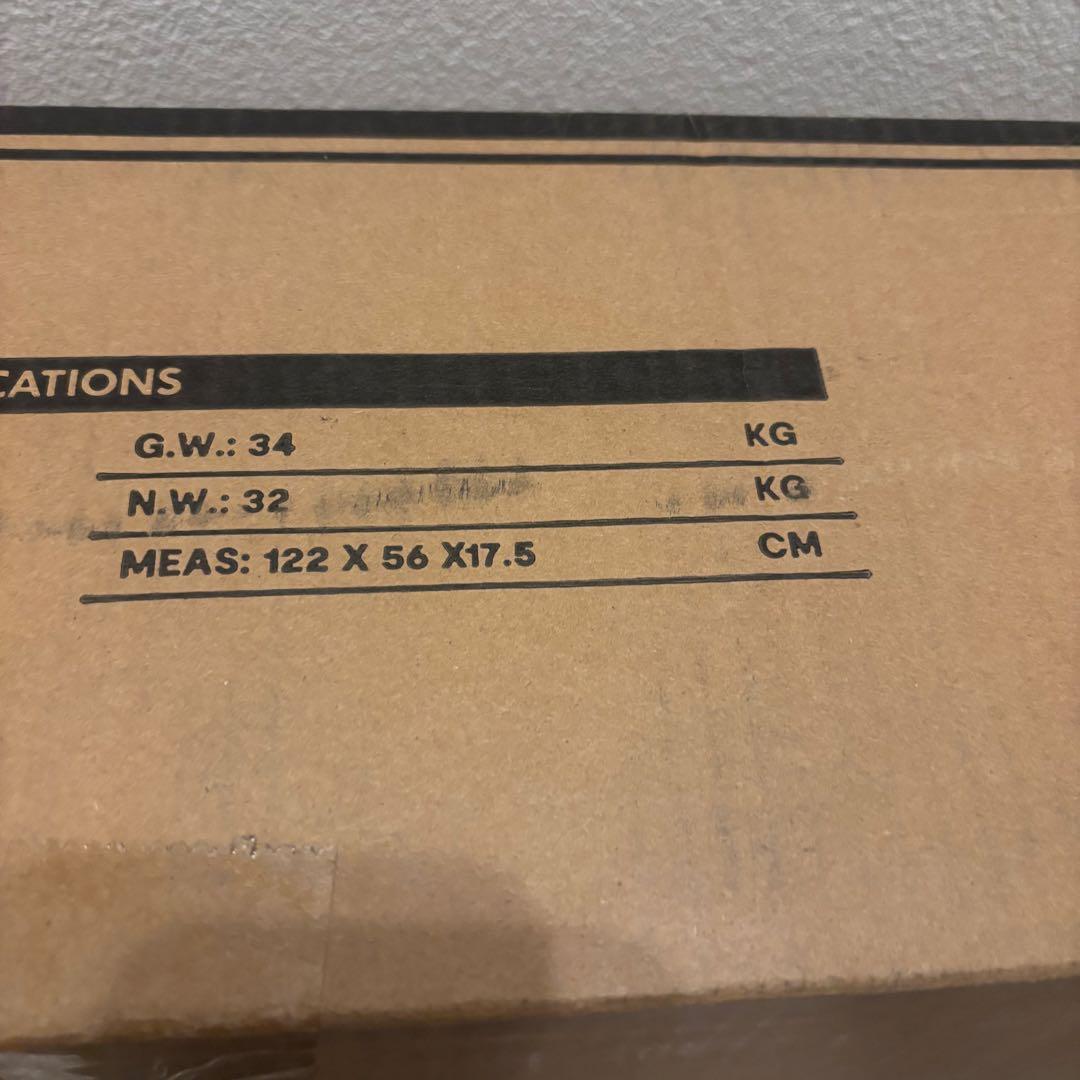 CATIONS
G.W.: 34 KG
N.W.: 32 KG
MEAS: 122 X 56 X17.5 CM